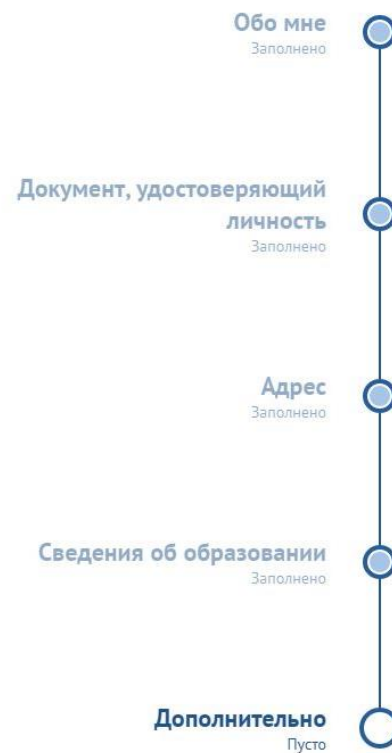 Обо мне
Заполнено
Документ, удостоверяющий
личность
Заполнено
Адрес
Заполнено
Сведения об образовании
Заполнено
Дополнительно
Пусто